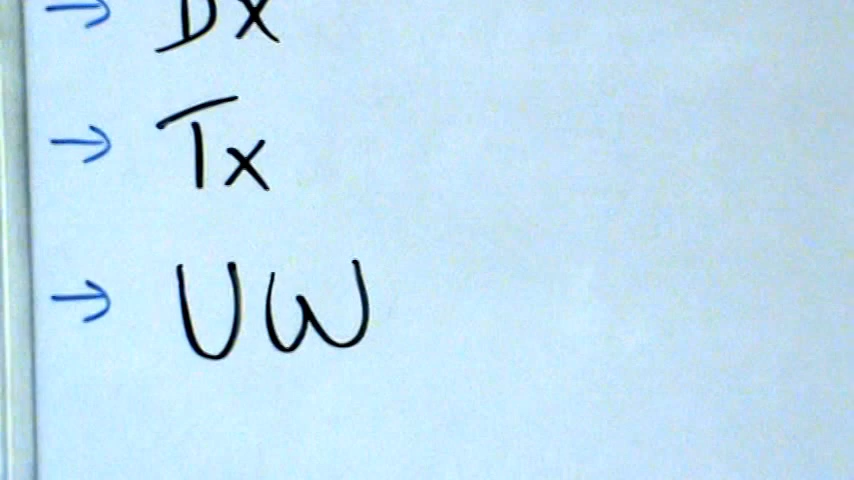 → Dx
→ Tx
→ UW